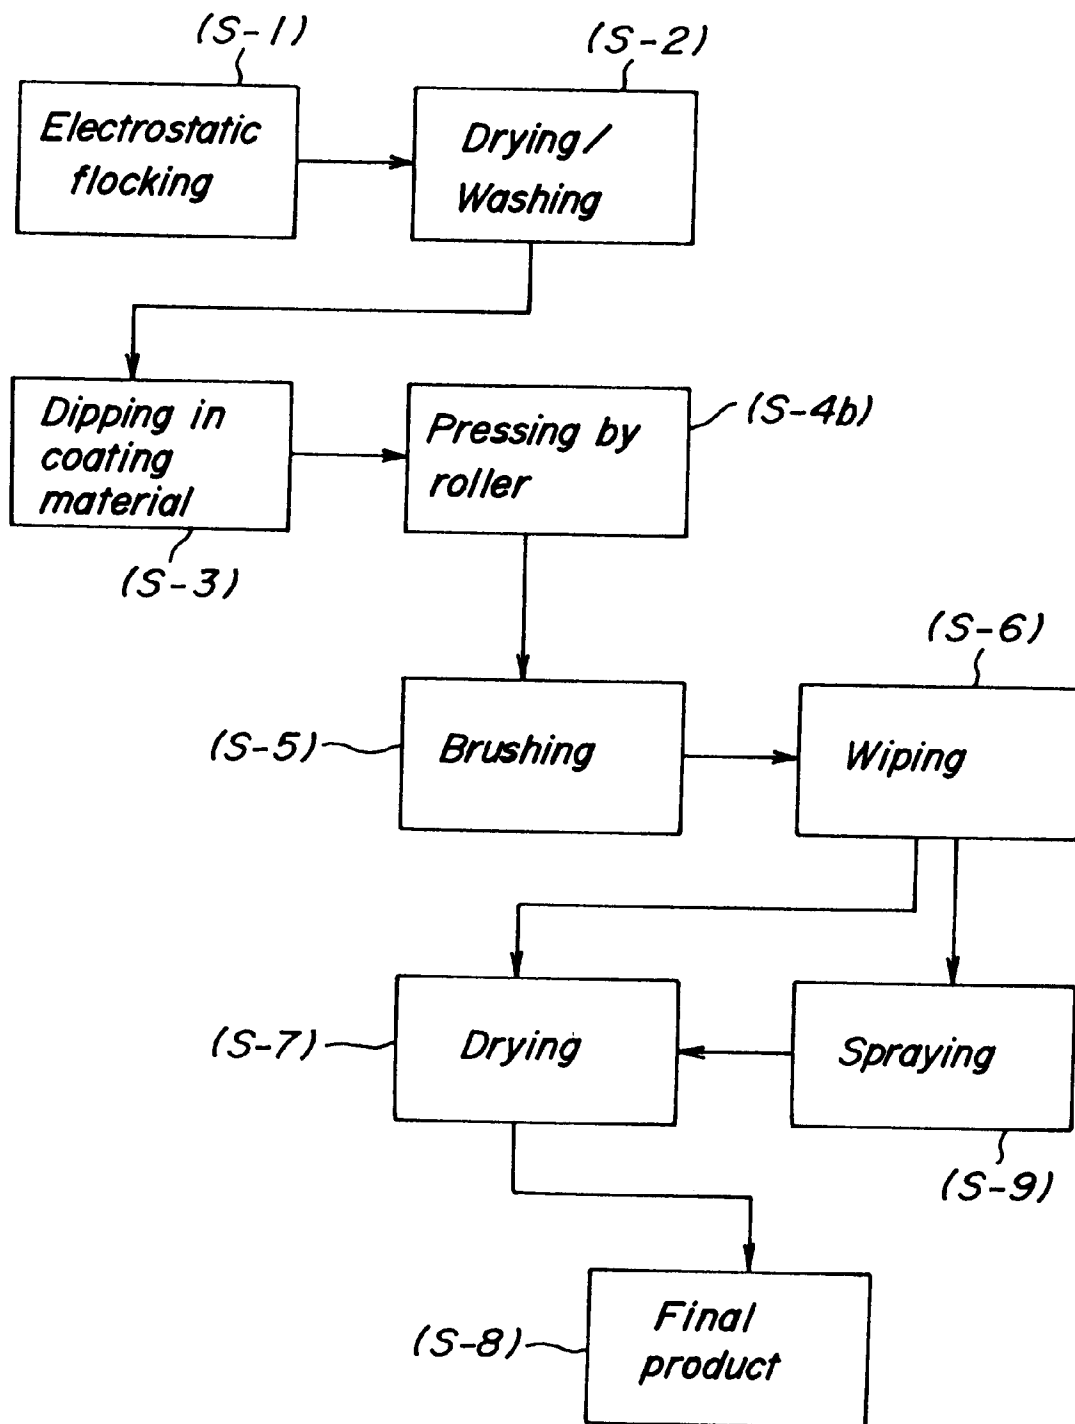 (S-1)
(S-2)
Electrostatic
flocking
Drying/
Washing
Dipping in
coating
material
(S-3)
Pressing by
roller
(S-4b)
(S-5)
Brushing
(S-6)
Wiping
(S-7)
Drying
Spraying
(S-9)
(S-8)
Final
product